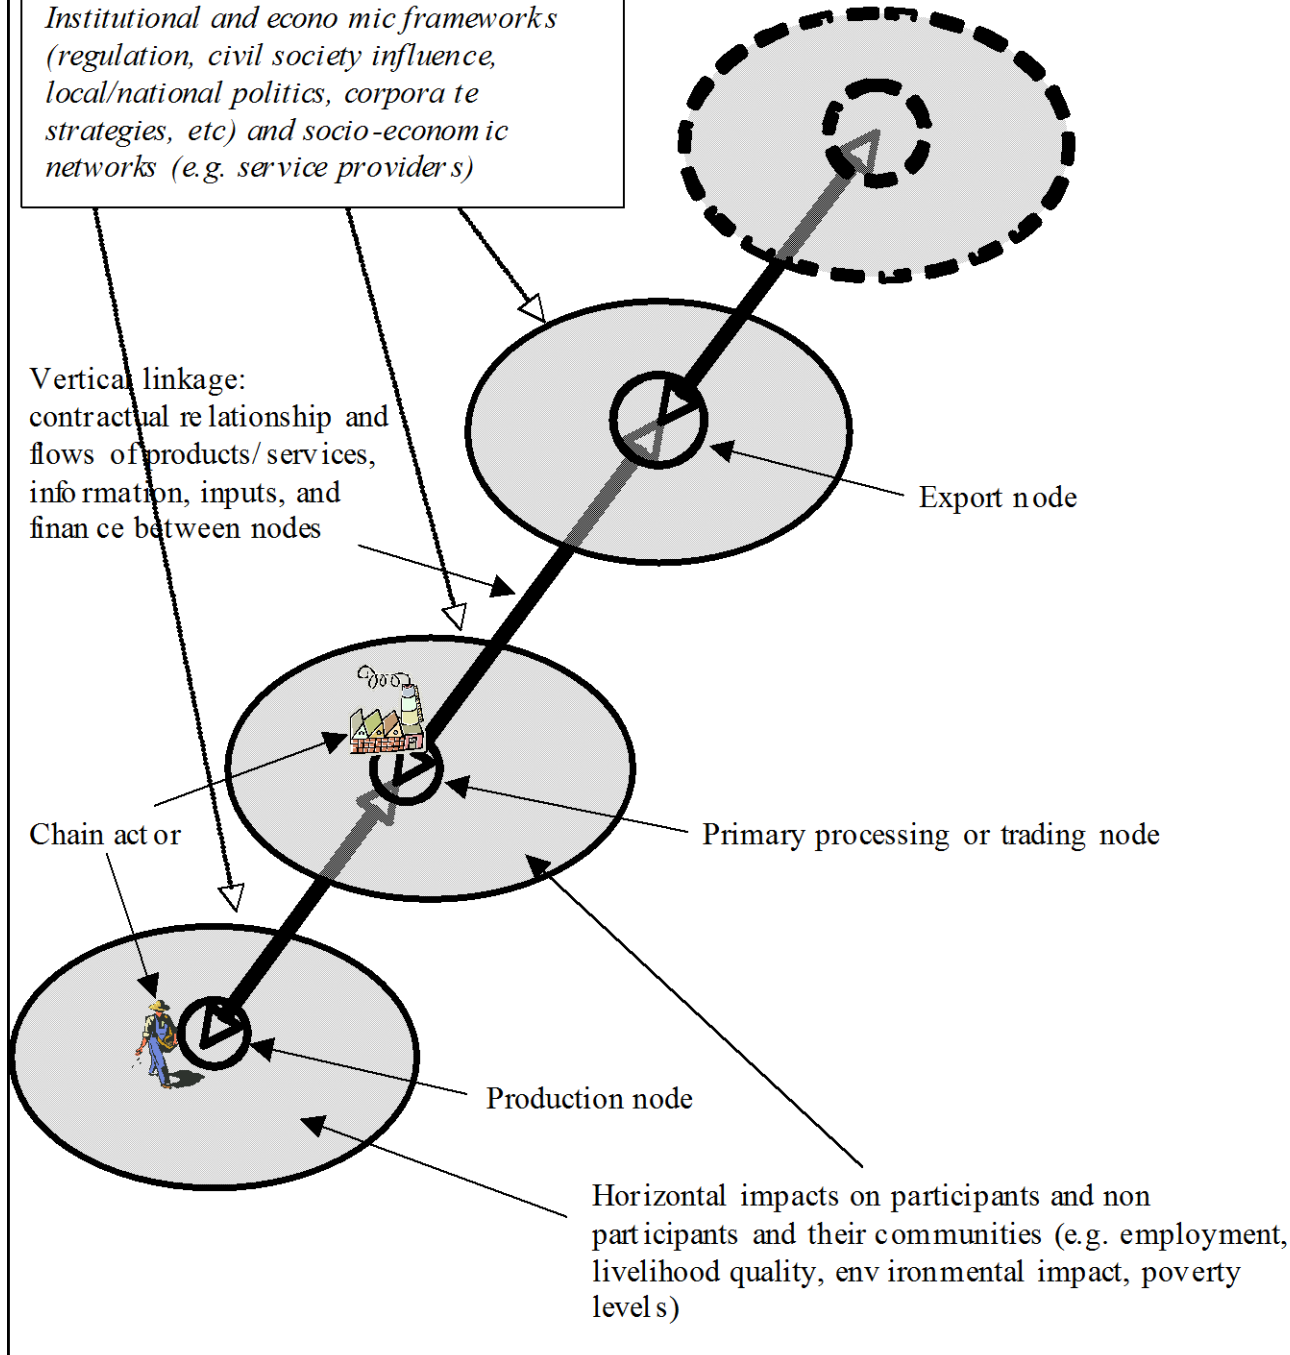 Institutional and economic frameworks
(regulation, civil society influence,
local/national politics, corporate
strategies, etc) and socio-economic
networks (e.g. service providers)
Vertical linkage:
contractual relationship and
flows of products/services,
information, inputs, and
finance between nodes
Export node
Chain actor
Primary processing or trading node
Production node
Horizontal impacts on participants and non
participants and their communities (e.g. employment,
livelihood quality, environmental impact, poverty
levels)